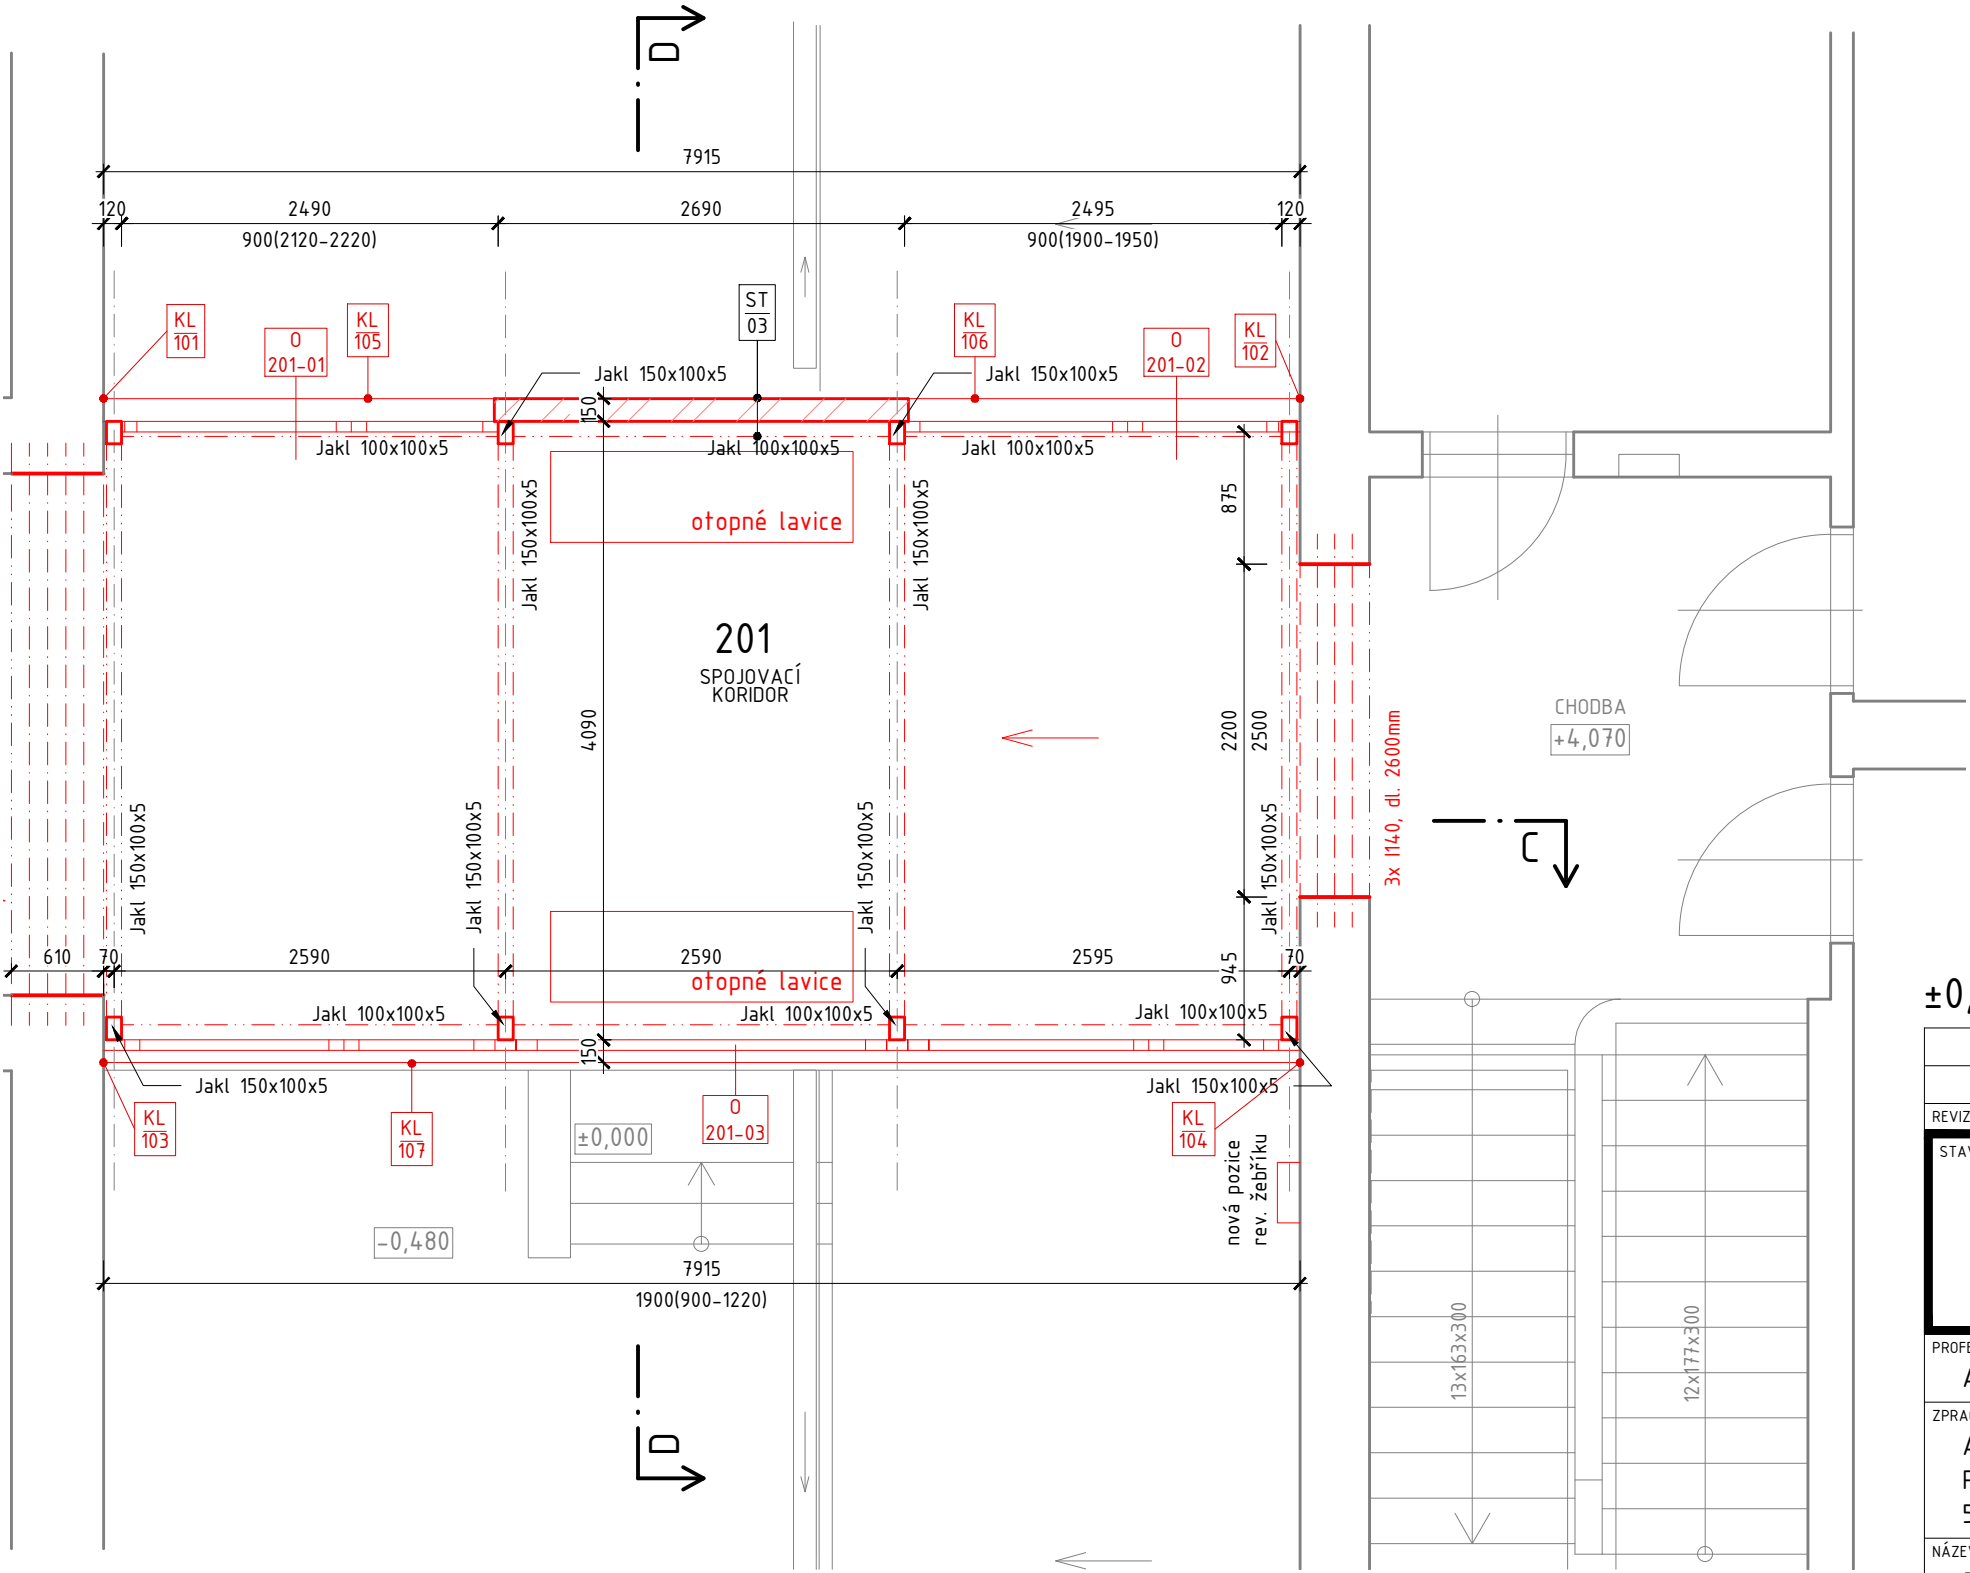 D
7915
120
2490
2690
2495
120
900(2120-2220)
900(1900-1950)
KL
101
O
201-01
KL
105
ST
03
KL
106
O
201-02
KL
102
Jakl 150x100x5
Jakl 150x100x5
150
Jakl 100x100x5
Jakl 100x100x5
Jakl 100x100x5
otopné lavice
Jakl 150x100x5
Jakl 150x100x5
875
201
SPOJOVACÍ
KORIDOR
4090
2200
2500
3x I140, dl. 2600mm
CHODBA
+4,070
C
Jakl 150x100x5
Jakl 150x100x5
Jakl 150x100x5
Jakl 150x100x5
610
70
2590
2590
2595
945
70
otopné lavice
Jakl 100x100x5
Jakl 100x100x5
Jakl 100x100x5
150
Jakl 150x100x5
Jakl 150x100x5
KL
103
KL
107
±0,000
O
201-03
KL
104
nová pozice
rev. žebříku
-0,480
7915
1900(900-1220)
13x163x300
12x177x300
D
±0,
REVIZ
STAV
PROFE
ZPRA
NÁZEV